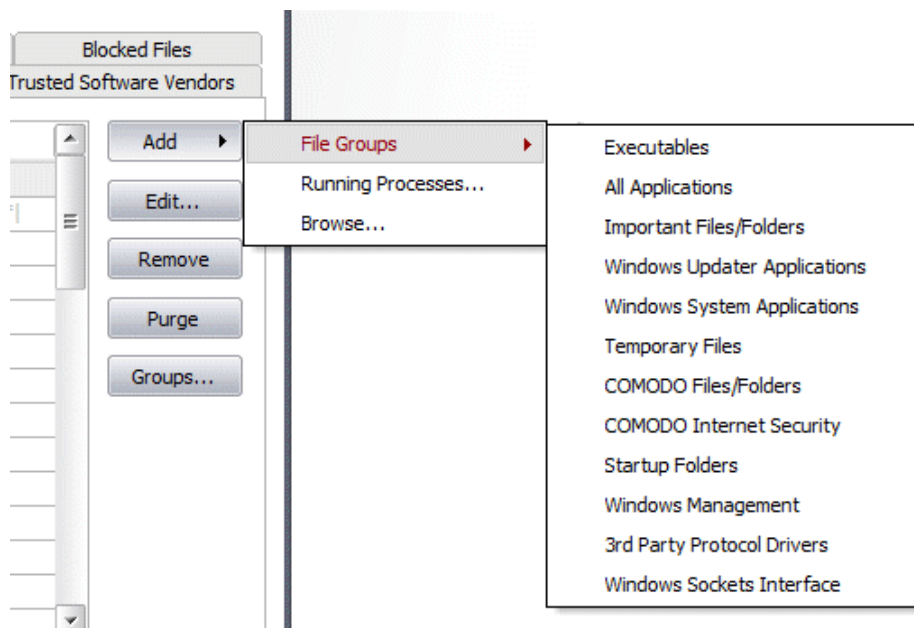 Blocked Files
Trusted Software Vendors
Add
Edit...
Remove
Purge
Groups...
File Groups
Running Processes...
Browse...
Executables
All Applications
Important Files/Folders
Windows Updater Applications
Windows System Applications
Temporary Files
COMODO Files/Folders
COMODO Internet Security
Startup Folders
Windows Management
3rd Party Protocol Drivers
Windows Sockets Interface